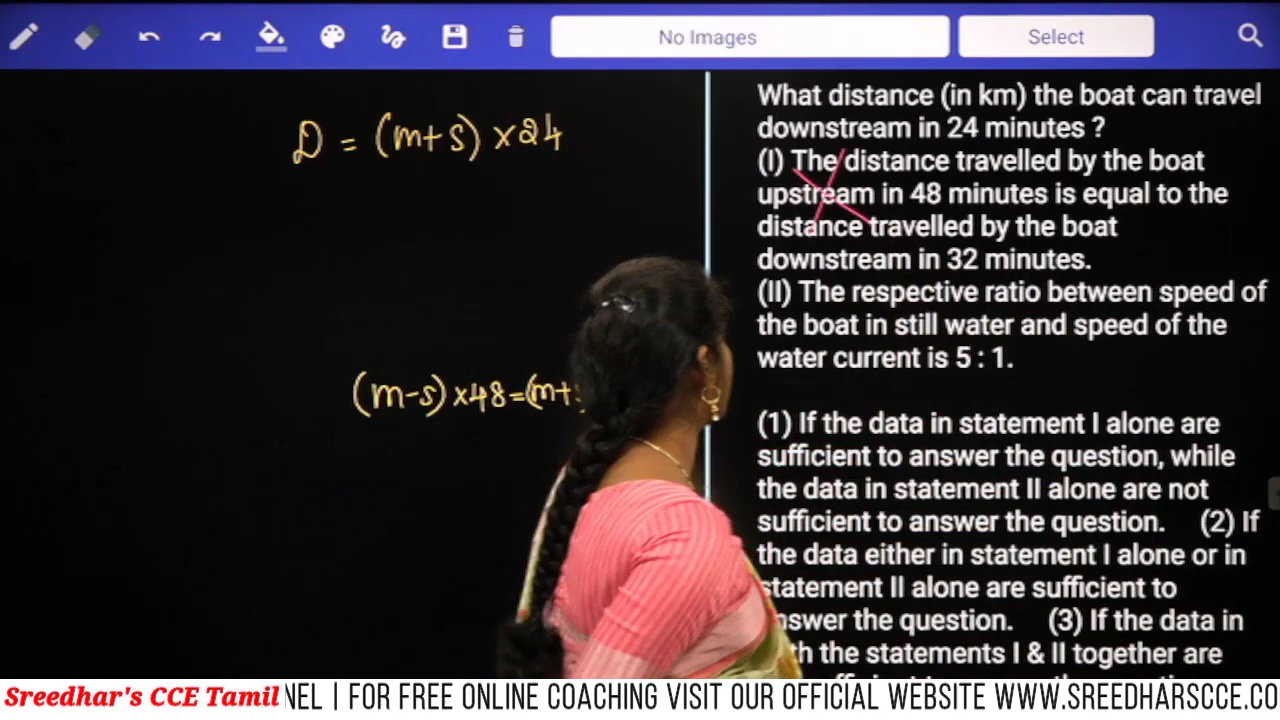 No Images
Select
D = (m+s) ×24
(m-s) ×48=(m+
What distance (in km) the boat can travel
downstream in 24 minutes ?
(I) The distance travelled by the boat
upstream in 48 minutes is equal to the
distance travelled by the boat
downstream in 32 minutes.
(II) The respective ratio between speed of
the boat in still water and speed of the
water current is 5 : 1.
(1) If the data in statement I alone are
sufficient to answer the question, while
the data in statement II alone are not
sufficient to answer the question. (2) If
the data either in statement I alone or in
statement II alone are sufficient to
answer the question. (3) If the data in
the statements I & II together are
Sreedhar's CCE Tamil NEL | FOR FREE ONLINE COACHING VISIT OUR OFFICIAL WEBSITE WWW.SREEDHARSCCE.CO